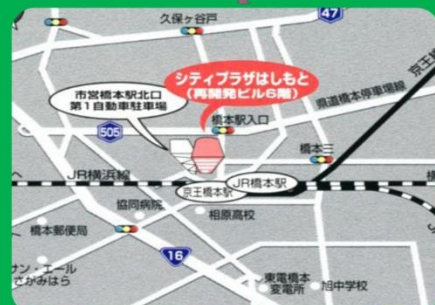 久保ヶ谷戸
47
京王
シティプラザはしもと
(再開発ビル6階)
市営橋本駅北口
第1自動車駐車場
県道橋本停車場線
505
橋本駅入口
橋本三
JR横浜線
京王橋本駅
JR橋本駅
協同病院
相原高校
橋本郵便局
16
サン・エール
さがみはら
東電橋本
変電所
旭中学校